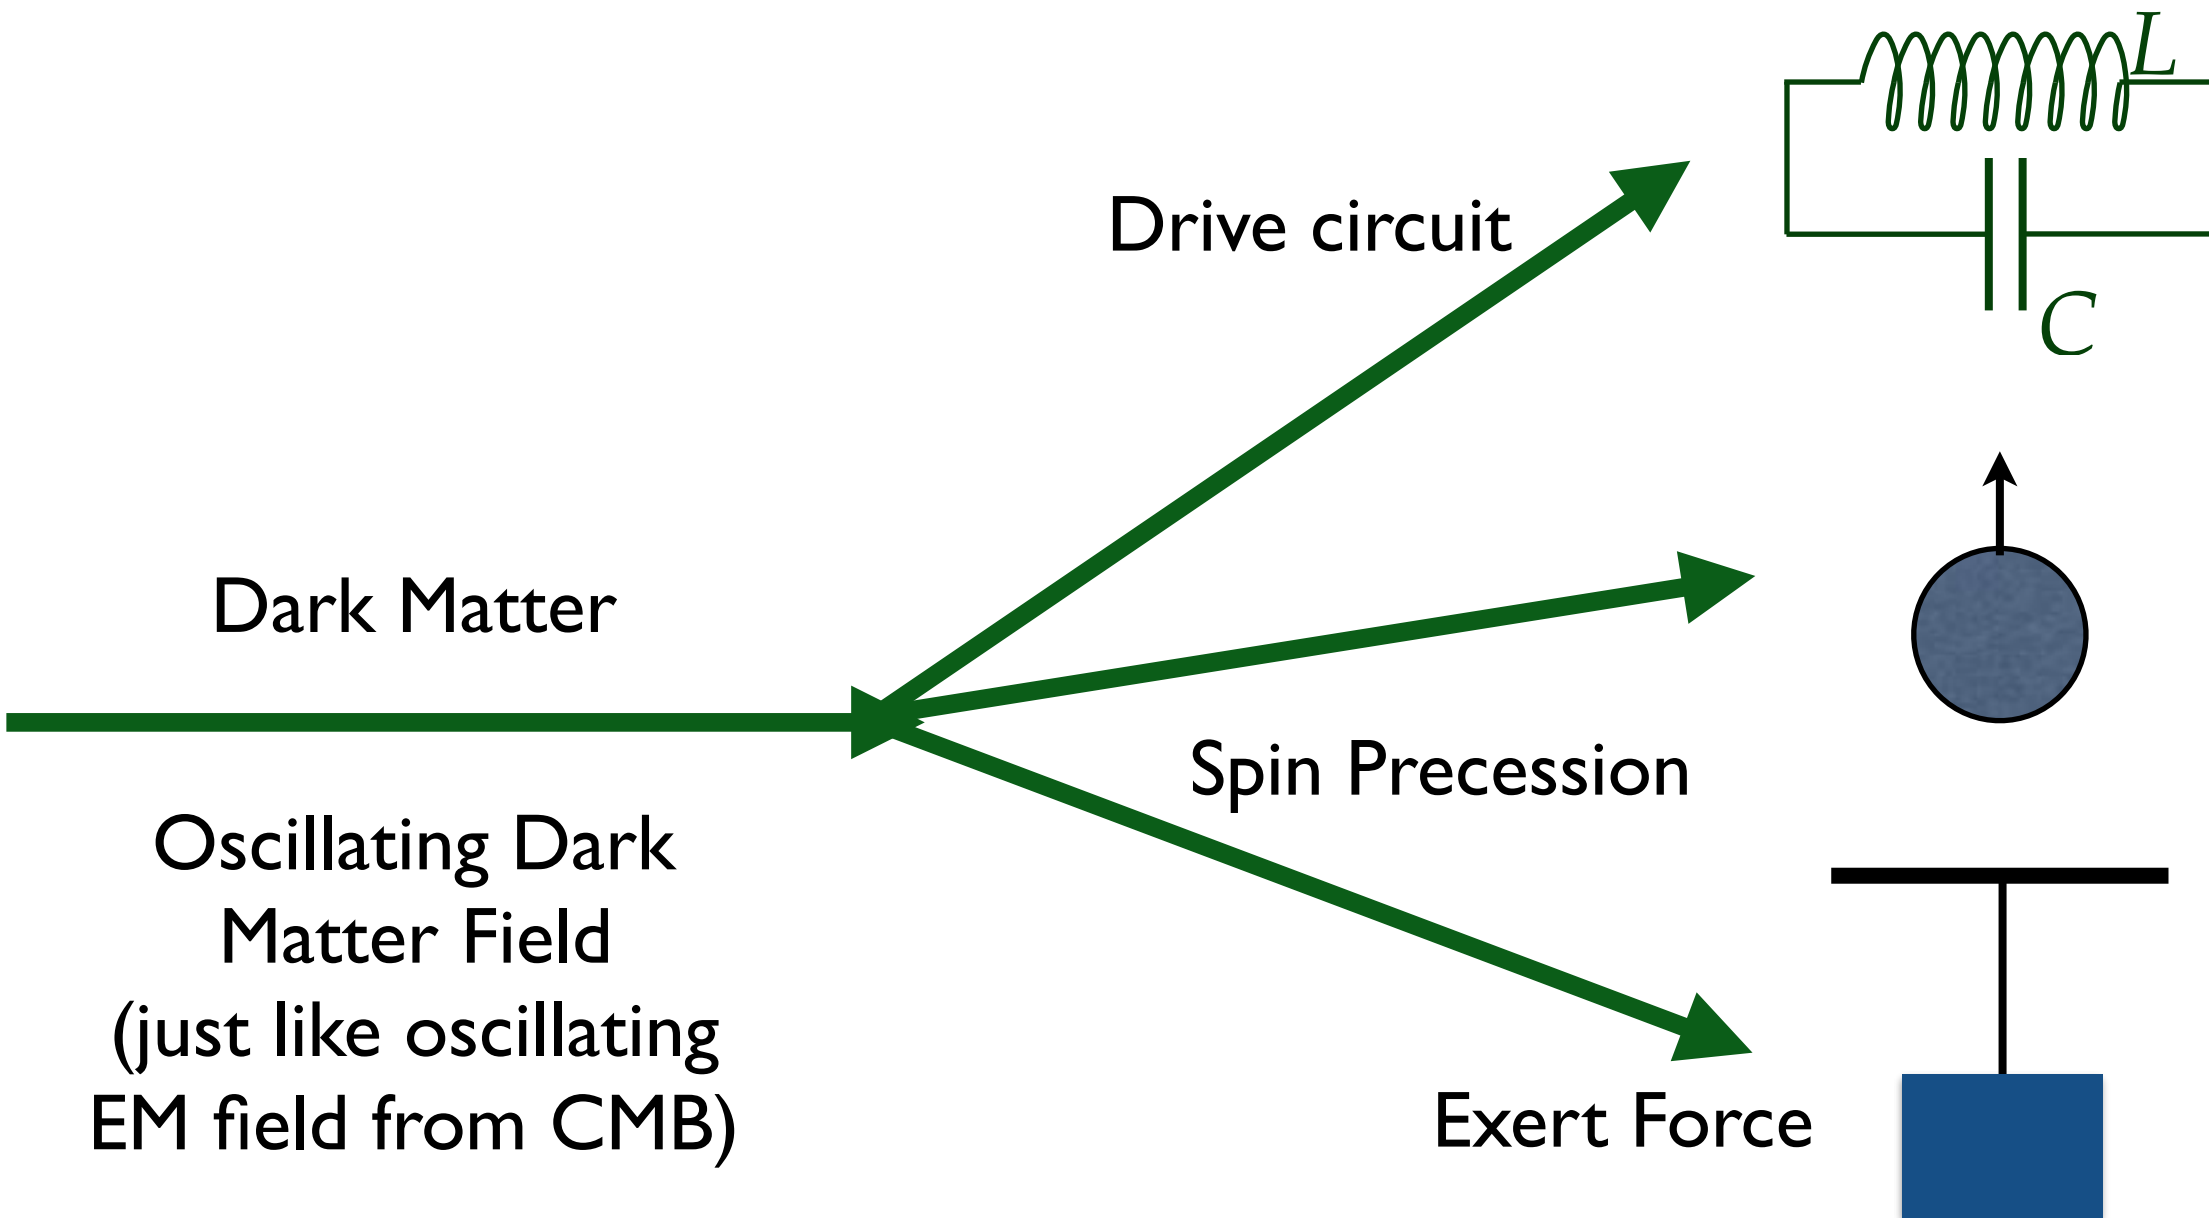 L
Drive circuit
C
Dark Matter
Spin Precession
Oscillating Dark
Matter Field
(just like oscillating
EM field from CMB)
Exert Force